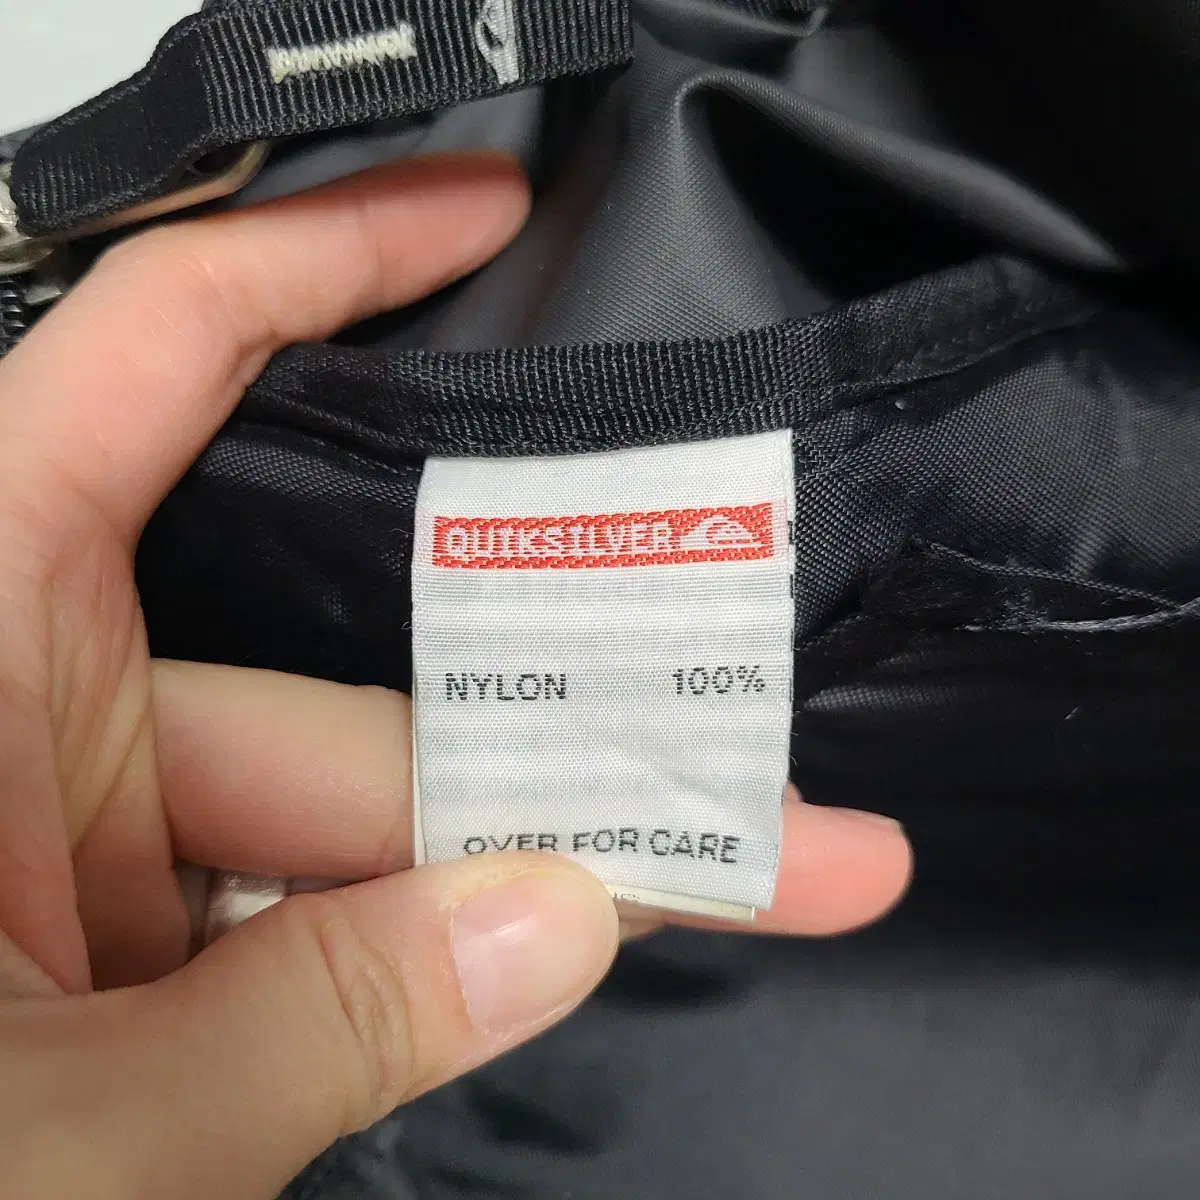 QUIKSILVER
NYLON 100%
OVER FOR CARE